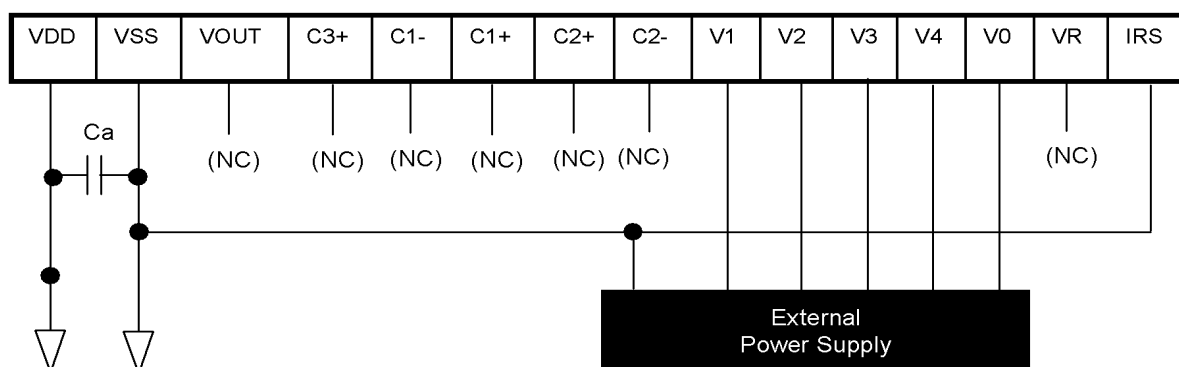 VDD VSS VOUT C3+ C1- C1+ C2+ C2- V1 V2 V3 V4 V0 VR IRS
Ca
(NC) (NC) (NC) (NC) (NC) (NC) (NC)
External
Power Supply